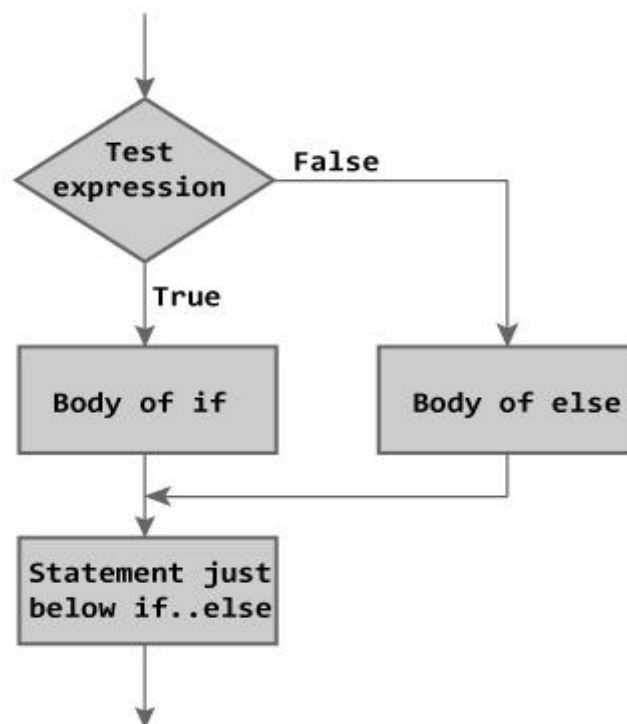 Test
expression
False
True
Body of if
Body of else
Statement just
below if..else